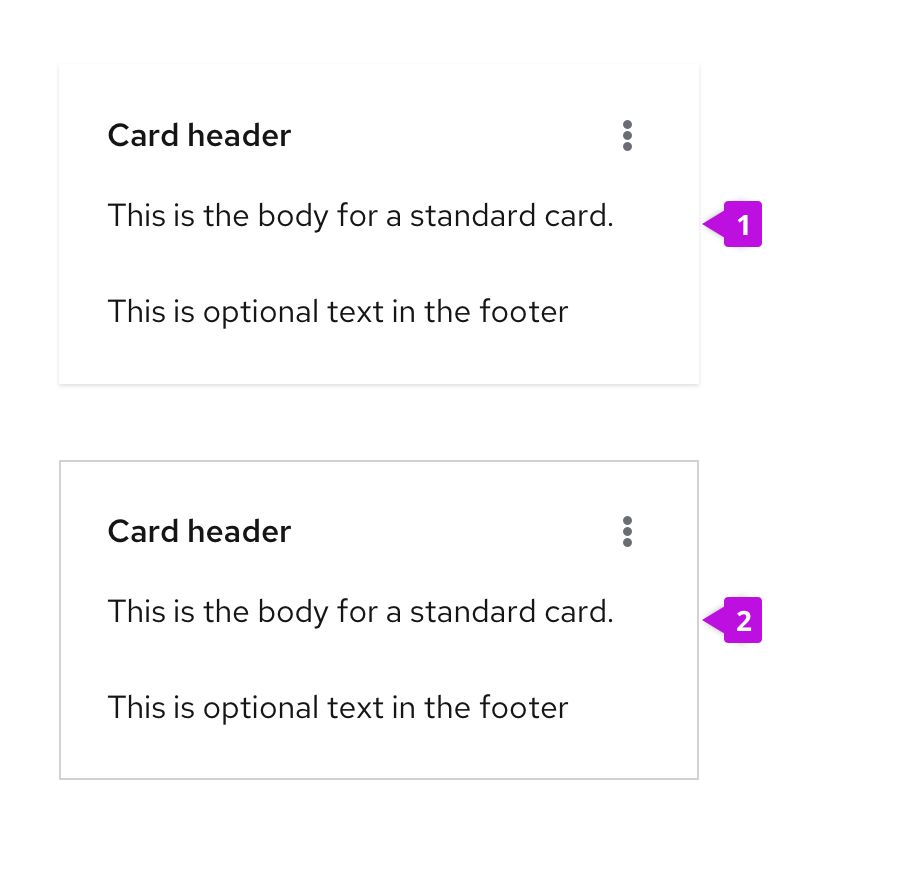 Card header
This is the body for a standard card.
1
This is optional text in the footer
Card header
This is the body for a standard card.
2
This is optional text in the footer